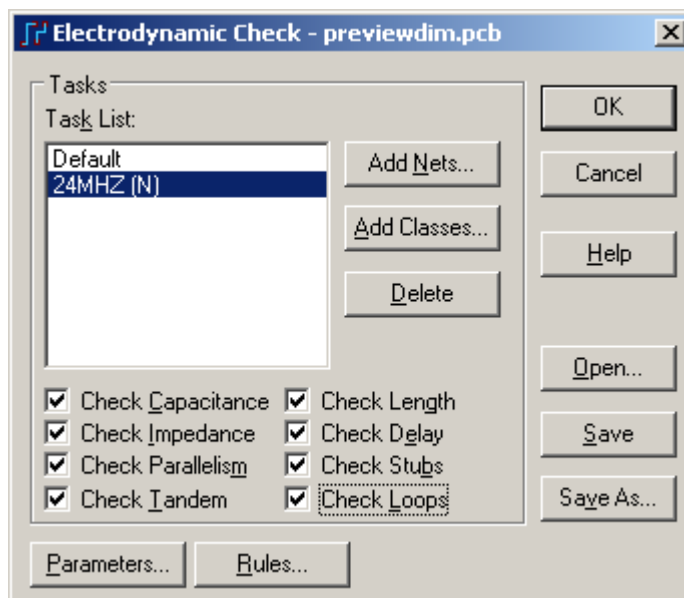 Electrodynamic Check - previewdim.pcb
Tasks
Task List:
Default
24MHZ (N)
Add Nets...
Add Classes...
Delete
OK
Cancel
Help
Open...
Save
Save As...
Check Capacitance Check Length
Check Impedance Check Delay
Check Parallelism Check Stubs
Check Tandem Check Loops
Parameters... Rules...